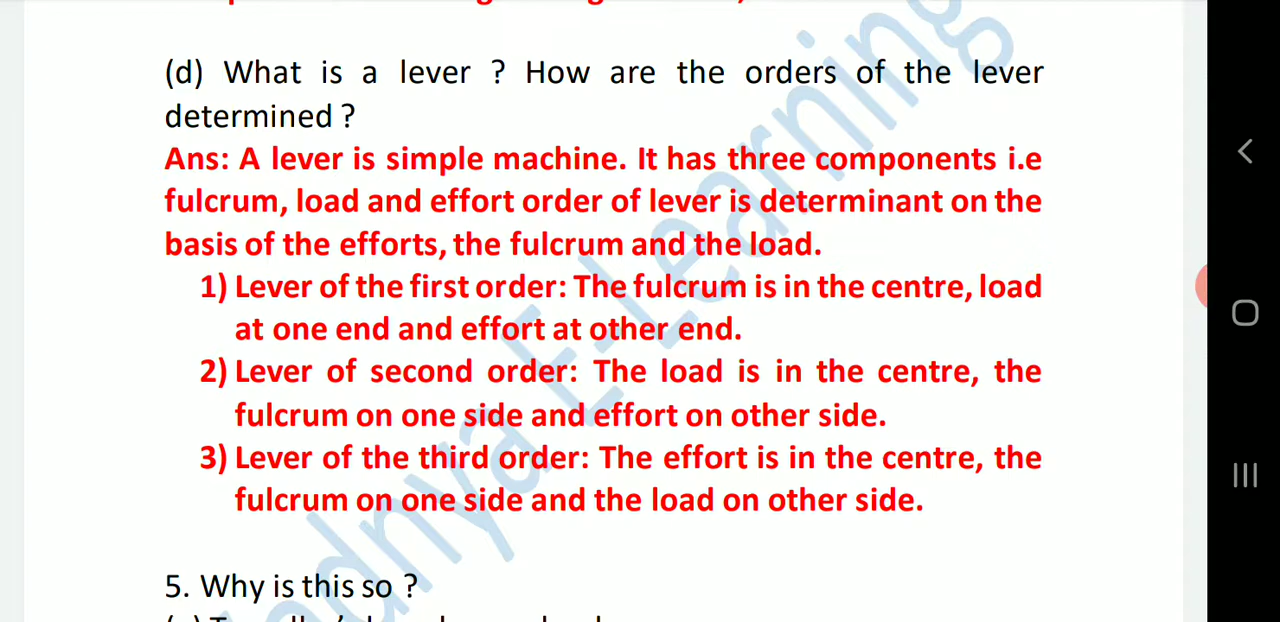 (d) What is a lever ? How are the orders of the lever
determined ?
Ans: A lever is simple machine. It has three components i.e
fulcrum, load and effort order of lever is determinant on the
basis of the efforts, the fulcrum and the load.
1) Lever of the first order: The fulcrum is in the centre, load
at one end and effort at other end.
2) Lever of second order: The load is in the centre, the
fulcrum on one side and effort on other side.
3) Lever of the third order: The effort is in the centre, the
fulcrum on one side and the load on other side.
5. Why is this so ?
adnya E-Learning